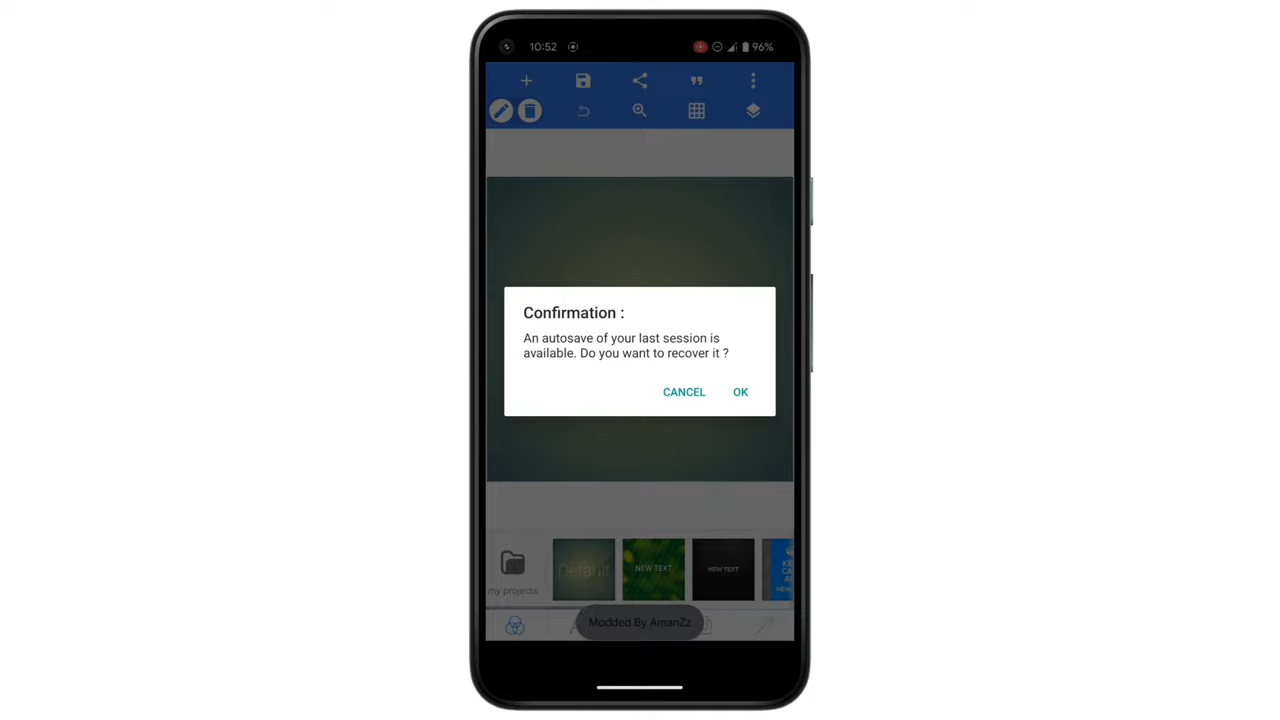 10:52
96%
Confirmation :
An autosave of your last session is
available. Do you want to recover it ?
CANCEL
OK
my projects
Default
NEW TEXT
NEW TEXT
Modded By AmanZz